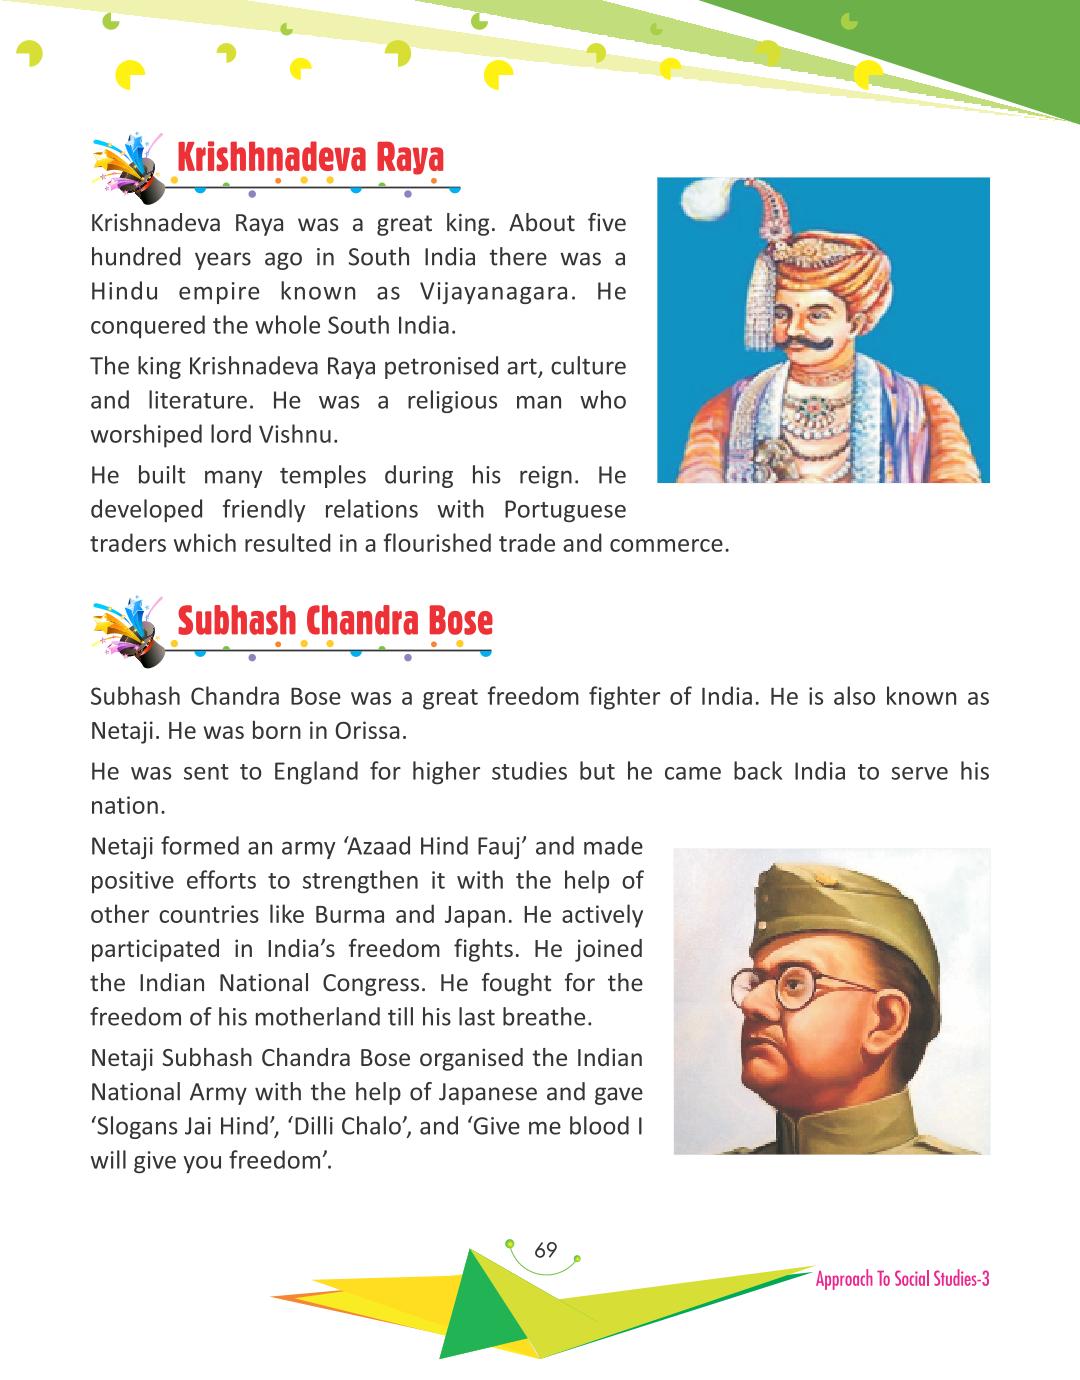 Krishhnadeva Raya
Krishnadeva Raya was a great king. About five
hundred years ago in South India there was a
Hindu empire known as Vijayanagara. He
conquered the whole South India.
The king Krishnadeva Raya petronised art, culture
and literature. He was a religious man who
worshiped lord Vishnu.
He built many temples during his reign. He
developed friendly relations with Portuguese
traders which resulted in a flourished trade and commerce.
Subhash Chandra Bose
Subhash Chandra Bose was a great freedom fighter of India. He is also known as
Netaji. He was born in Orissa.
He was sent to England for higher studies but he came back India to serve his
nation.
Netaji formed an army ‘Azaad Hind Fauj’ and made
positive efforts to strengthen it with the help of
other countries like Burma and Japan. He actively
participated in India’s freedom fights. He joined
the Indian National Congress. He fought for the
freedom of his motherland till his last breathe.
Netaji Subhash Chandra Bose organised the Indian
National Army with the help of Japanese and gave
‘Slogans Jai Hind’, ‘Dilli Chalo’, and ‘Give me blood I
will give you freedom’.
69
Approach To Social Studies-3